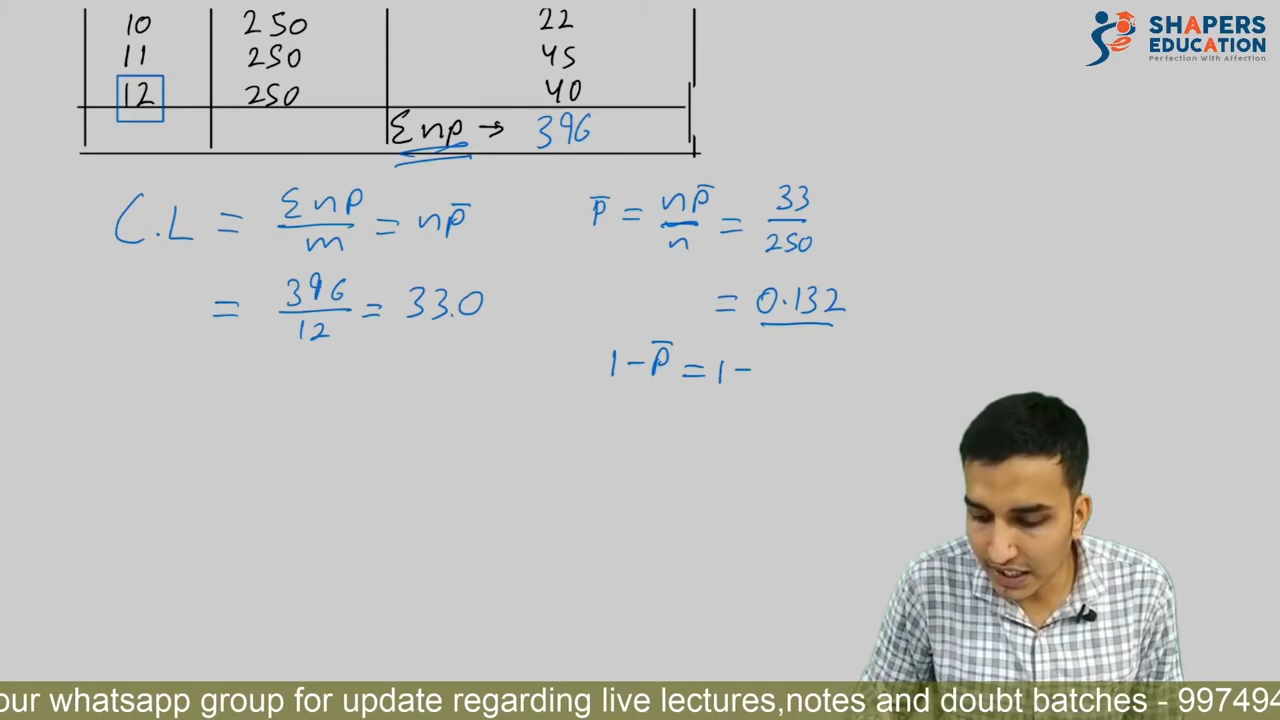 10 250 22
11 250 45
12 250 40
Σnp → 396
C.L = Σnp / m = np̄
= 396 / 12 = 33.0
p̄ = np̄ / n = 33 / 250
= 0.132
1 - p̄ = 1 -
SHAPERS
EDUCATION
Perfection With Affection
our whatsapp group for update regarding live lectures,notes and doubt batches - 997494